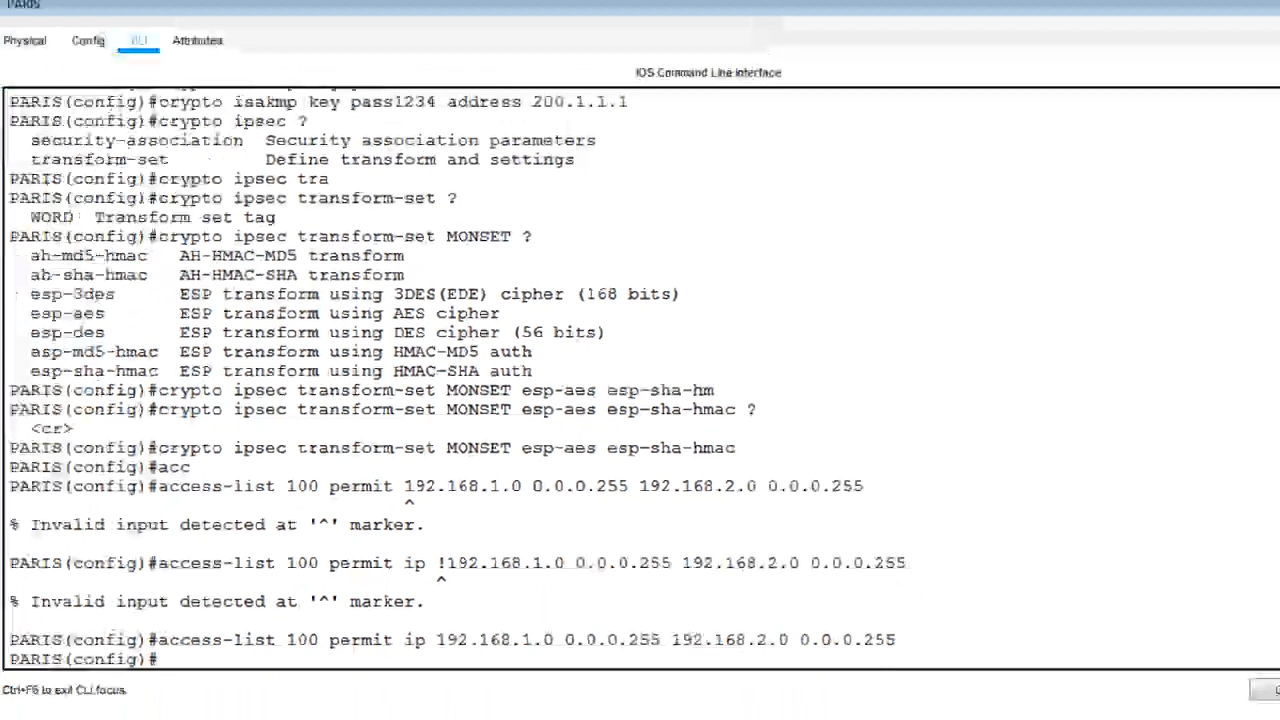 PARIS
Physical Config CLI Attributes
IOS Command Line Interface
PARIS(config)#crypto isakmp key pass1234 address 200.1.1.1
PARIS(config)#crypto ipsec ?
security-association Security association parameters
transform-set Define transform and settings
PARIS(config)#crypto ipsec tra
PARIS(config)#crypto ipsec transform-set ?
WORD Transform set tag
PARIS(config)#crypto ipsec transform-set MONSET ?
ah-md5-hmac AH-HMAC-MD5 transform
ah-sha-hmac AH-HMAC-SHA transform
esp-3des ESP transform using 3DES(EDE) cipher (168 bits)
esp-aes ESP transform using AES cipher
esp-des ESP transform using DES cipher (56 bits)
esp-md5-hmac ESP transform using HMAC-MD5 auth
esp-sha-hmac ESP transform using HMAC-SHA auth
PARIS(config)#crypto ipsec transform-set MONSET esp-aes esp-sha-hm
PARIS(config)#crypto ipsec transform-set MONSET esp-aes esp-sha-hmac ?
<cr>
PARIS(config)#crypto ipsec transform-set MONSET esp-aes esp-sha-hmac
PARIS(config)#acc
PARIS(config)#access-list 100 permit 192.168.1.0 0.0.0.255 192.168.2.0 0.0.0.255
^
% Invalid input detected at '^' marker.
PARIS(config)#access-list 100 permit ip !192.168.1.0 0.0.0.255 192.168.2.0 0.0.0.255
^
% Invalid input detected at '^' marker.
PARIS(config)#access-list 100 permit ip 192.168.1.0 0.0.0.255 192.168.2.0 0.0.0.255
PARIS(config)#
Ctrl+F6 to exit CLI focus.